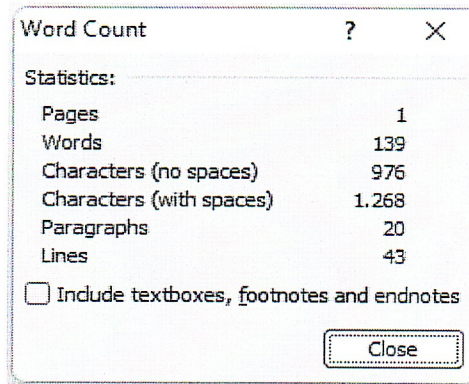 Word Count ?
Statistics:
Pages 1
Words 139
Characters (no spaces) 976
Characters (with spaces) 1.268
Paragraphs 20
Lines 43
Include textboxes, footnotes and endnotes
Close